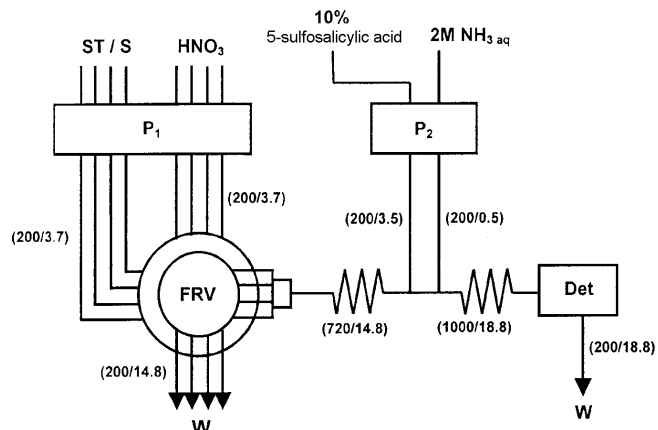 10%
5-sulfosalicylic acid
ST / S
HNO₃
2M NH₃ aq
P₁
P₂
(200/3.7)
(200/3.7)
(200/3.5)
(200/0.5)
FRV
Det
(720/14.8)
(1000/18.8)
(200/18.8)
(200/14.8)
W
W